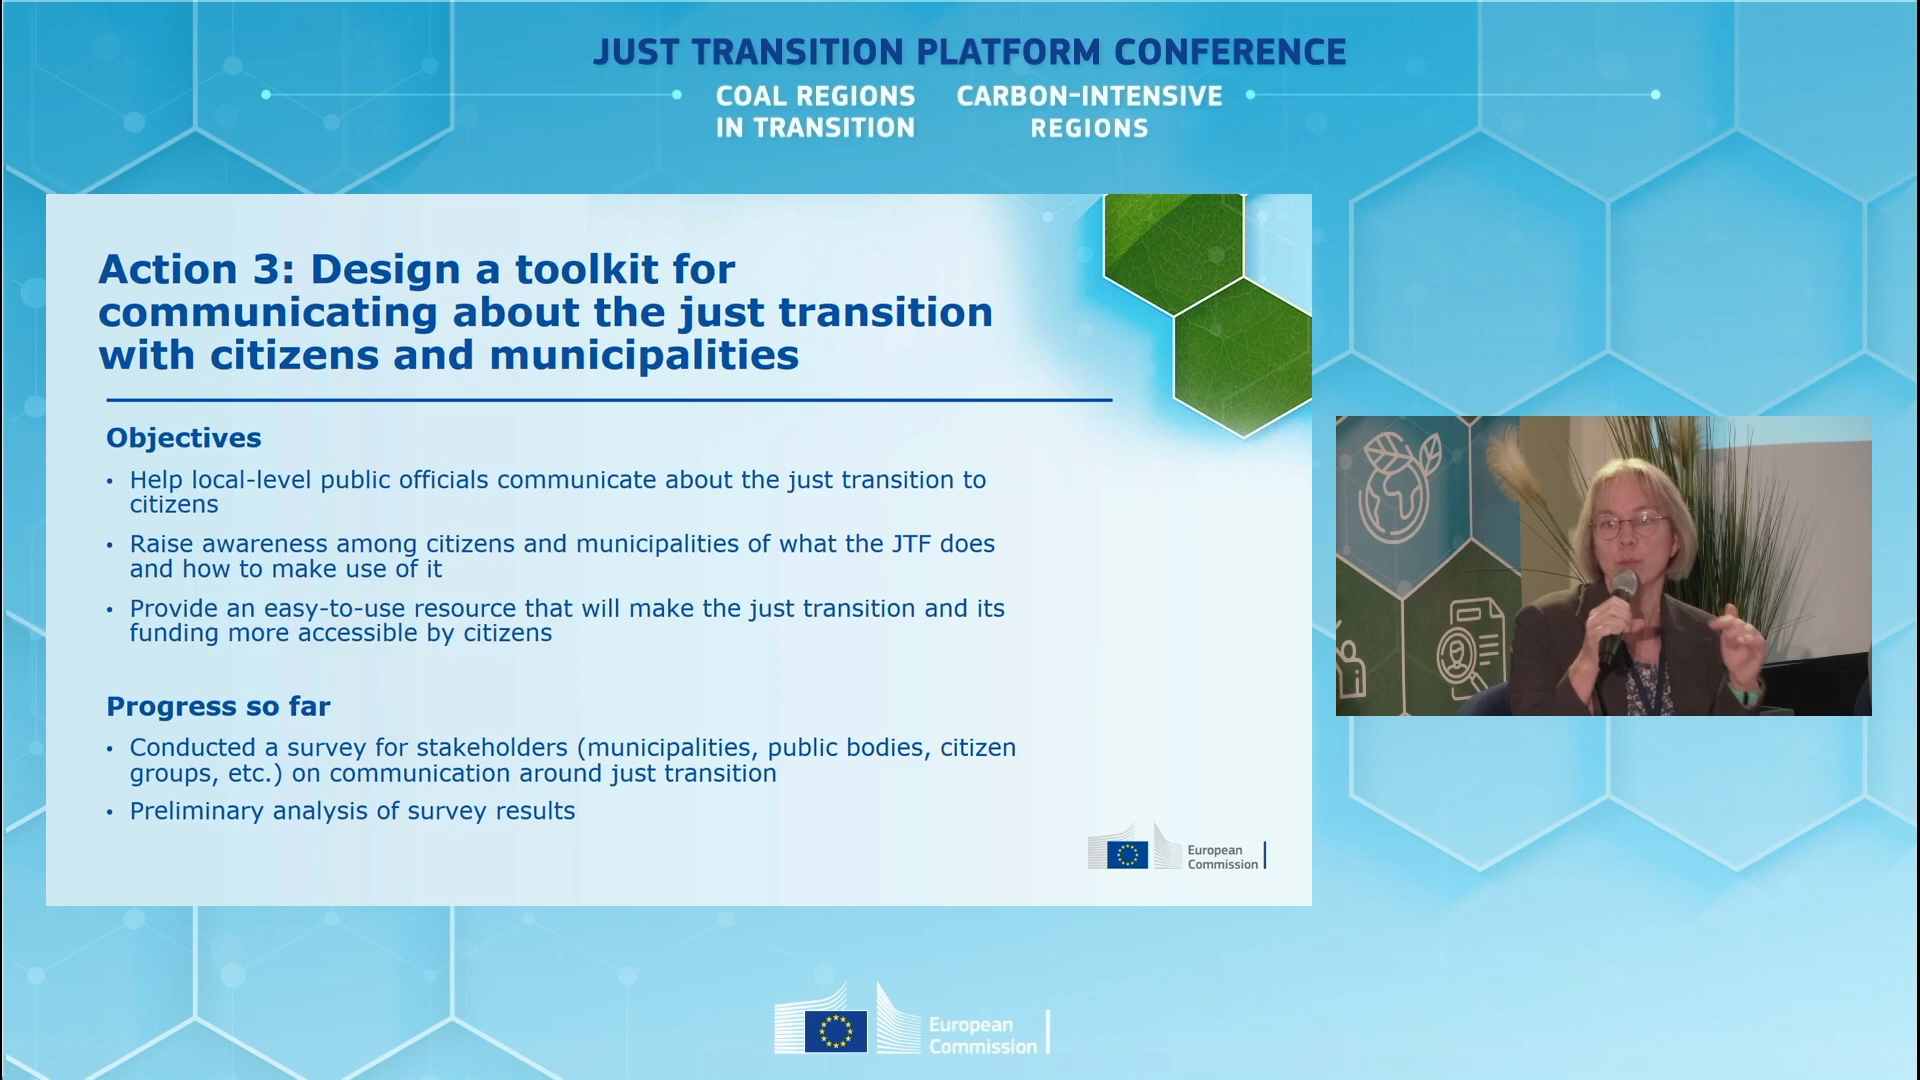 JUST TRANSITION PLATFORM CONFERENCE
COAL REGIONS
IN TRANSITION
CARBON-INTENSIVE
REGIONS
Action 3: Design a toolkit for
communicating about the just transition
with citizens and municipalities
Objectives
• Help local-level public officials communicate about the just transition to
citizens
• Raise awareness among citizens and municipalities of what the JTF does
and how to make use of it
• Provide an easy-to-use resource that will make the just transition and its
funding more accessible by citizens
Progress so far
• Conducted a survey for stakeholders (municipalities, public bodies, citizen
groups, etc.) on communication around just transition
• Preliminary analysis of survey results
European
Commission
European
Commission